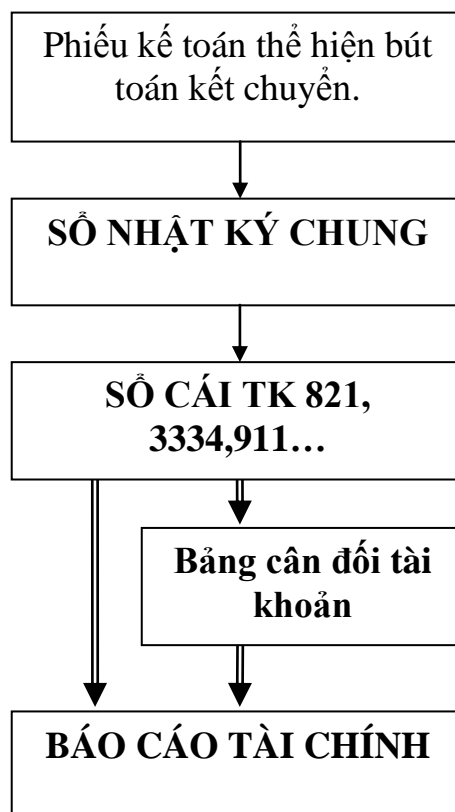 Phiếu kế toán thể hiện bút
toán kết chuyển.
SỔ NHẬT KÝ CHUNG
SỔ CÁI TK 821,
3334,911…
Bảng cân đối tài
khoản
BÁO CÁO TÀI CHÍNH